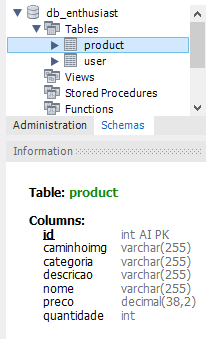 db_enthusiast
Tables
product
user
Views
Stored Procedures
Functions
Administration Schemas
Information
Table: product
Columns:
id int AI PK
caminhoimg varchar(255)
categoria varchar(255)
descricao varchar(255)
nome varchar(255)
preco decimal(38,2)
quantidade int